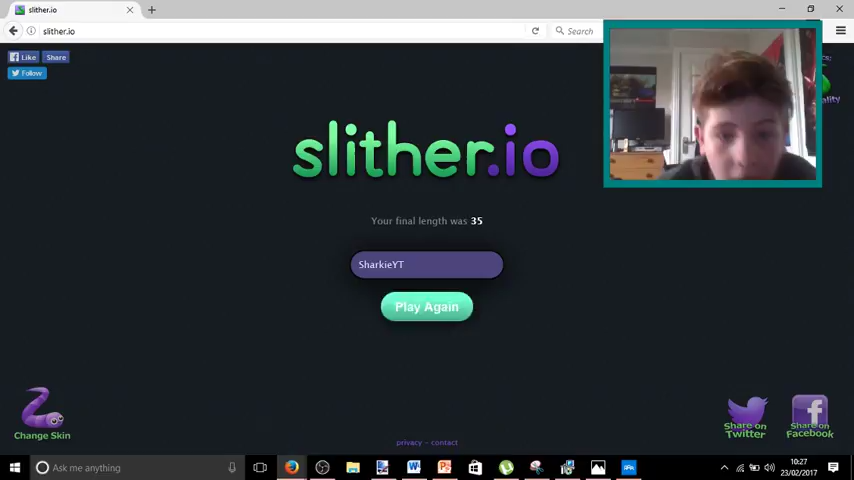 slither.io
slither.io
Search
Like Share
Follow
slither.io
Your final length was 35
SharkieYT
Play Again
Change Skin
Share on Twitter
Share on Facebook
privacy - contact
Ask me anything
10:27
23/02/2017